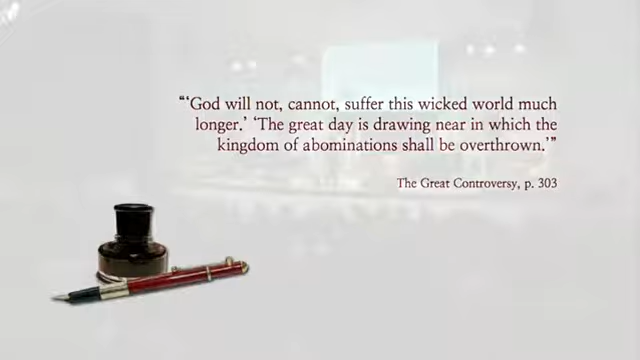 “‘God will not, cannot, suffer this wicked world much
longer.’ ‘The great day is drawing near in which the
kingdom of abominations shall be overthrown.’”
The Great Controversy, p. 303